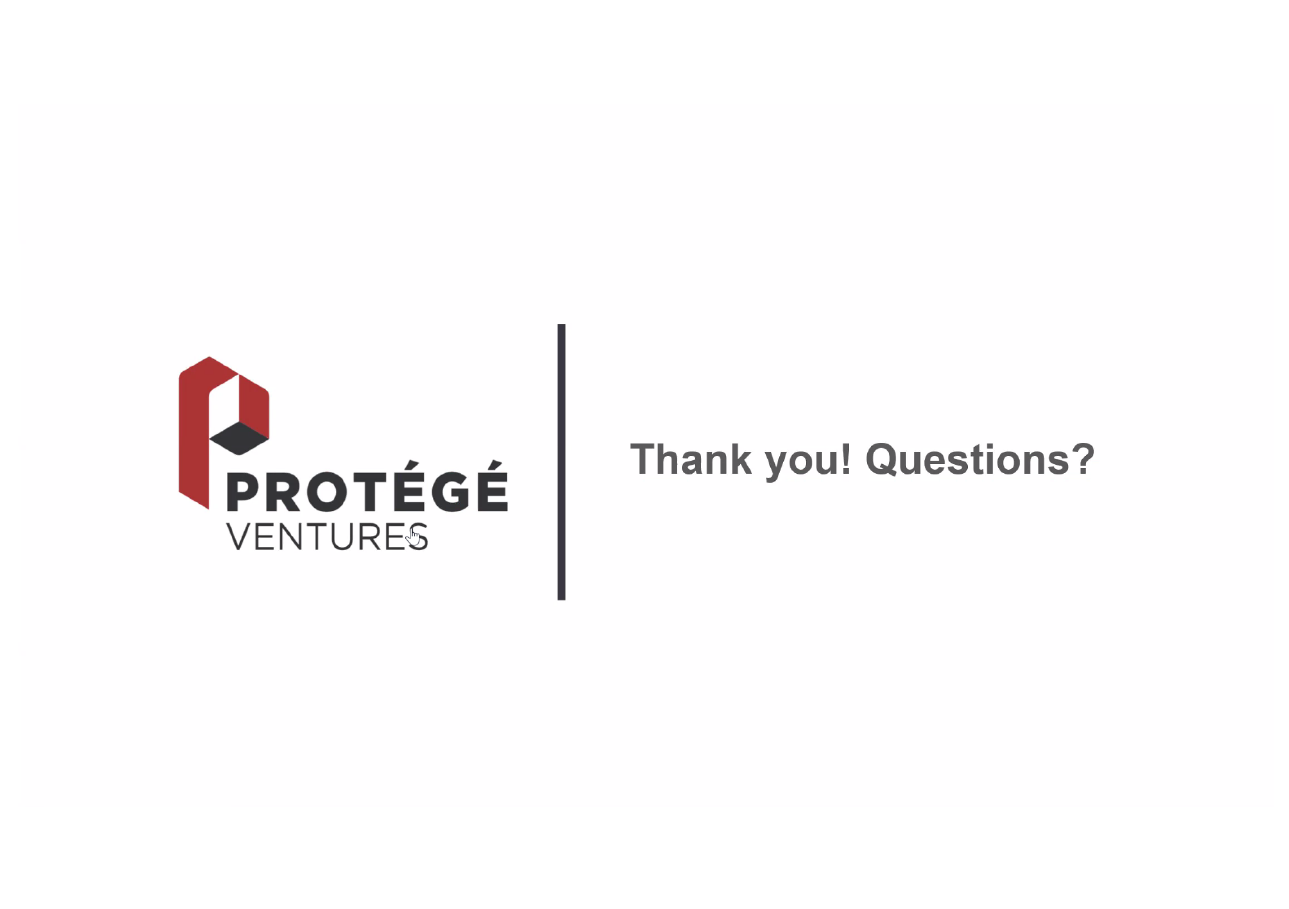 PROTÉGÉ
VENTURES
Thank you! Questions?